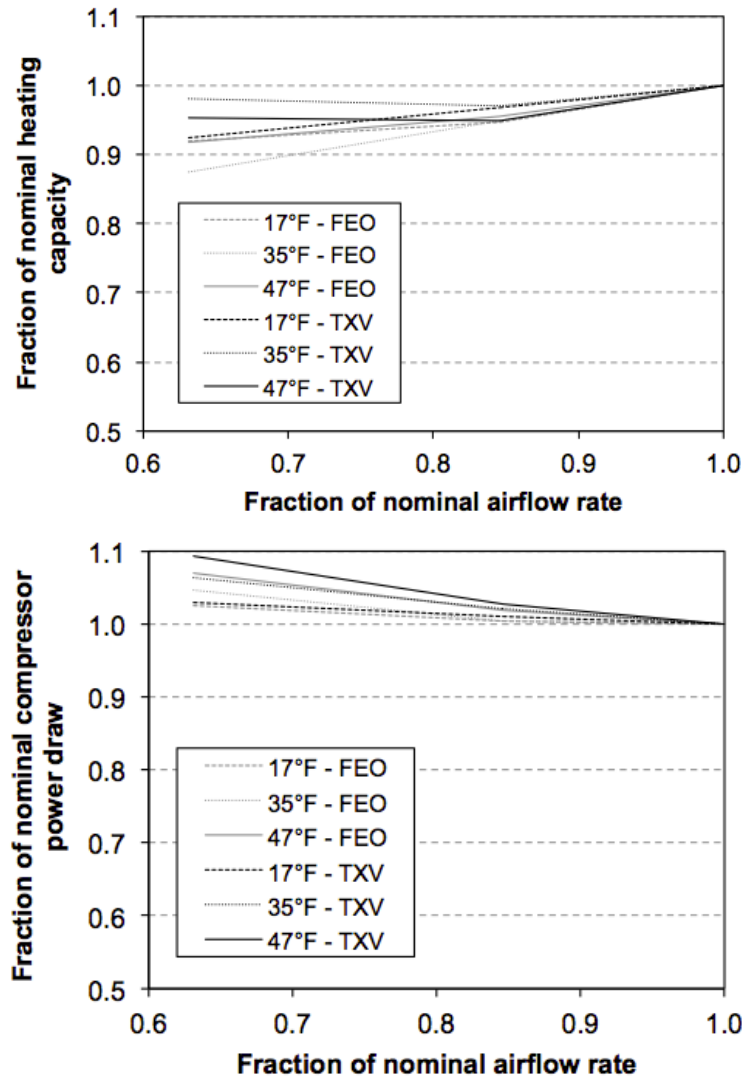 Fraction of nominal heating
capacity
1.1
1.0
0.9
0.8
0.7
0.6
0.5
17°F - FEO
35°F - FEO
47°F - FEO
17°F - TXV
35°F - TXV
47°F - TXV
0.6 0.7 0.8 0.9 1.0
Fraction of nominal airflow rate
Fraction of nominal compressor
power draw
1.1
1.0
0.9
0.8
0.7
0.6
0.5
17°F - FEO
35°F - FEO
47°F - FEO
17°F - TXV
35°F - TXV
47°F - TXV
0.6 0.7 0.8 0.9 1.0
Fraction of nominal airflow rate